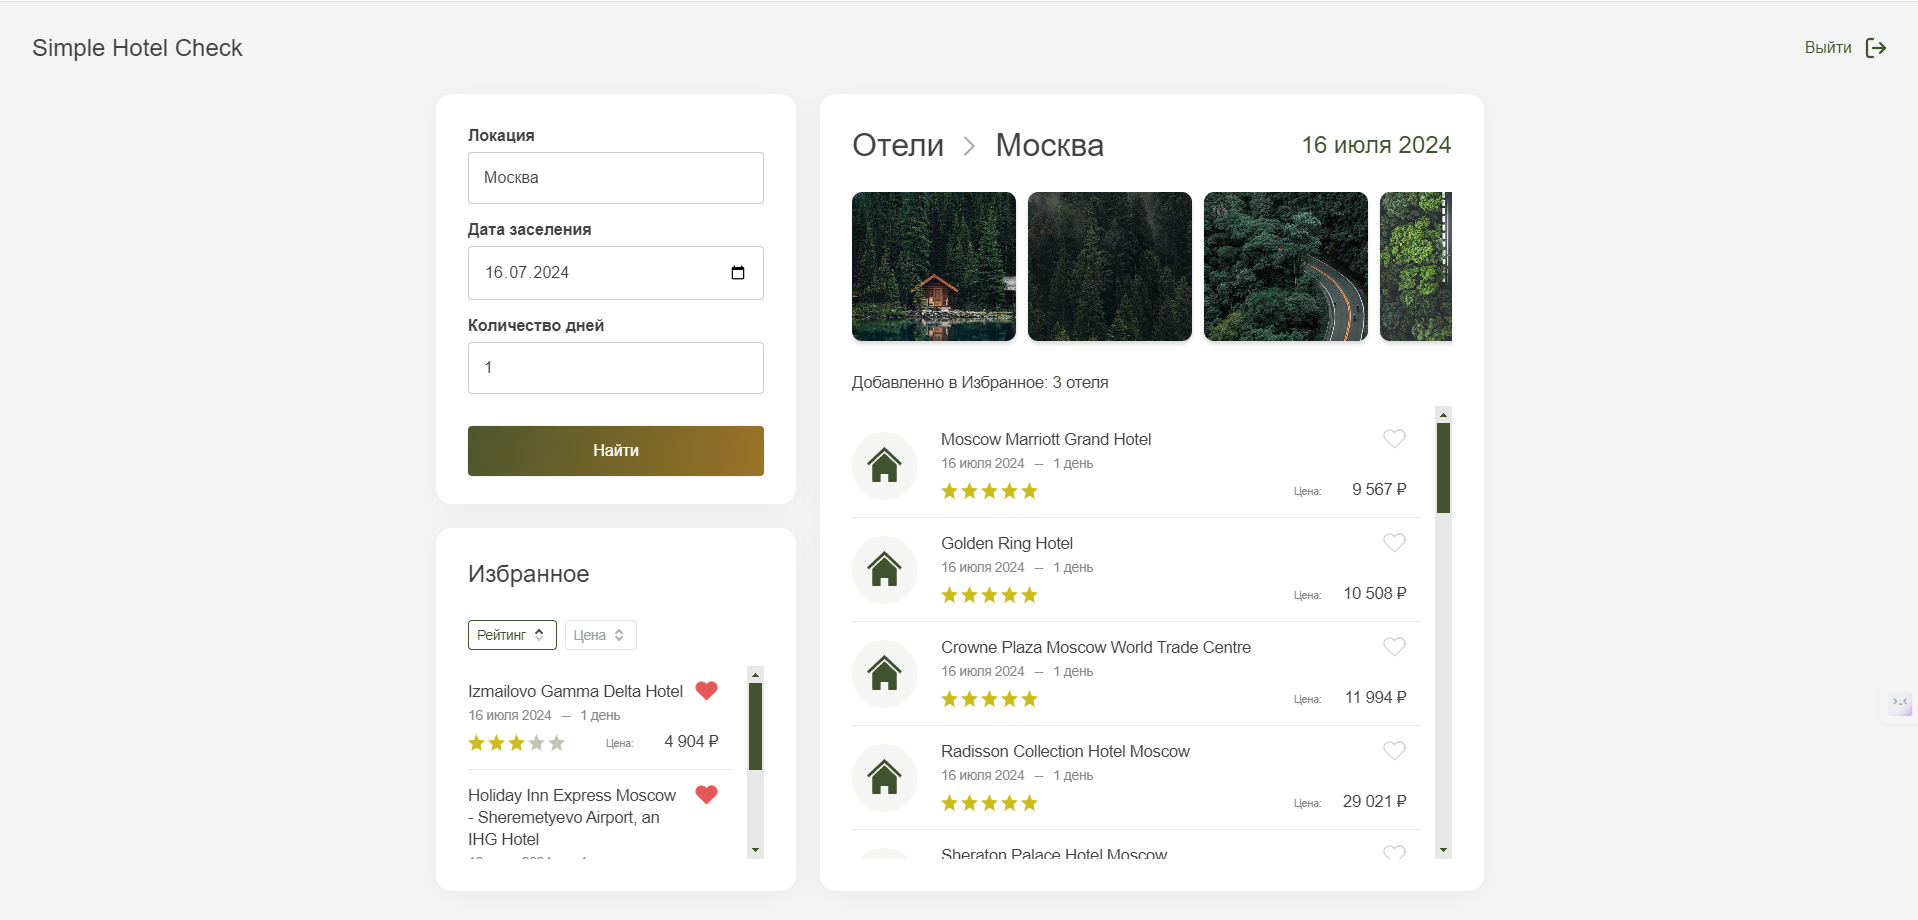 Simple Hotel Check
Выйти
Локация
Москва
Дата заселения
16.07.2024
Количество дней
1
Найти
Избранное
Рейтинг
Цена
Izmailovo Gamma Delta Hotel
16 июля 2024 — 1 день
Цена: 4 904 ₽
Holiday Inn Express Moscow
- Sheremetyevo Airport, an
IHG Hotel
Отели > Москва
16 июля 2024
Добавленно в Избранное: 3 отеля
Moscow Marriott Grand Hotel
16 июля 2024 — 1 день
Цена: 9 567 ₽
Golden Ring Hotel
16 июля 2024 — 1 день
Цена: 10 508 ₽
Crowne Plaza Moscow World Trade Centre
16 июля 2024 — 1 день
Цена: 11 994 ₽
Radisson Collection Hotel Moscow
16 июля 2024 — 1 день
Цена: 29 021 ₽
Sheraton Palace Hotel Moscow